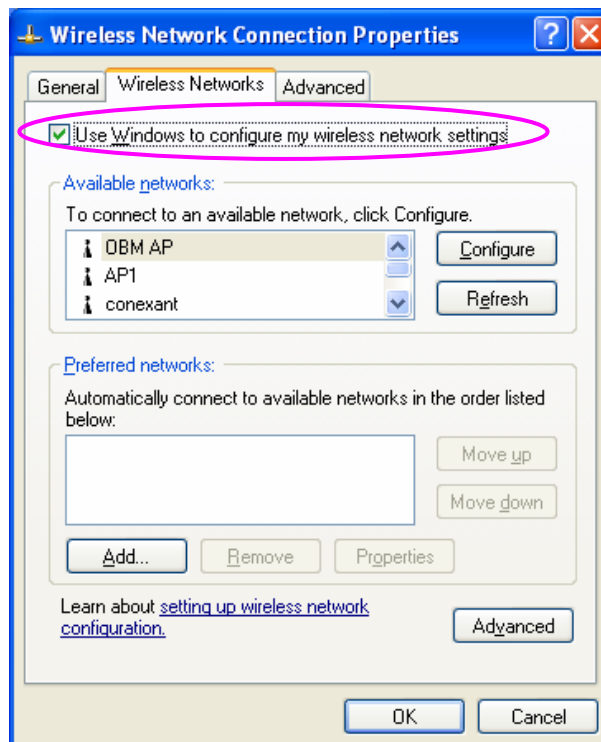 Wireless Network Connection Properties
General
Wireless Networks
Advanced
Use Windows to configure my wireless network settings
Available networks:
To connect to an available network, click Configure.
OBM AP
AP1
conexant
Configure
Refresh
Preferred networks:
Automatically connect to available networks in the order listed
below:
Move up
Move down
Add...
Remove
Properties
Learn about setting up wireless network
configuration.
Advanced
OK
Cancel